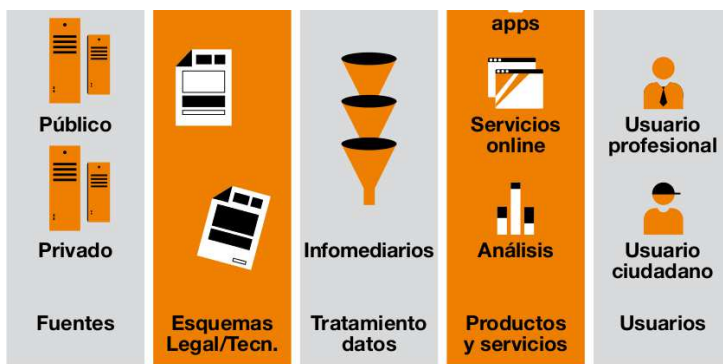 Público
Privado
Fuentes
Esquemas
Legal/Tecn.
Infomediarios
Tratamiento
datos
apps
Servicios
online
Análisis
Productos
y servicios
Usuario
profesional
Usuario
ciudadano
Usuarios